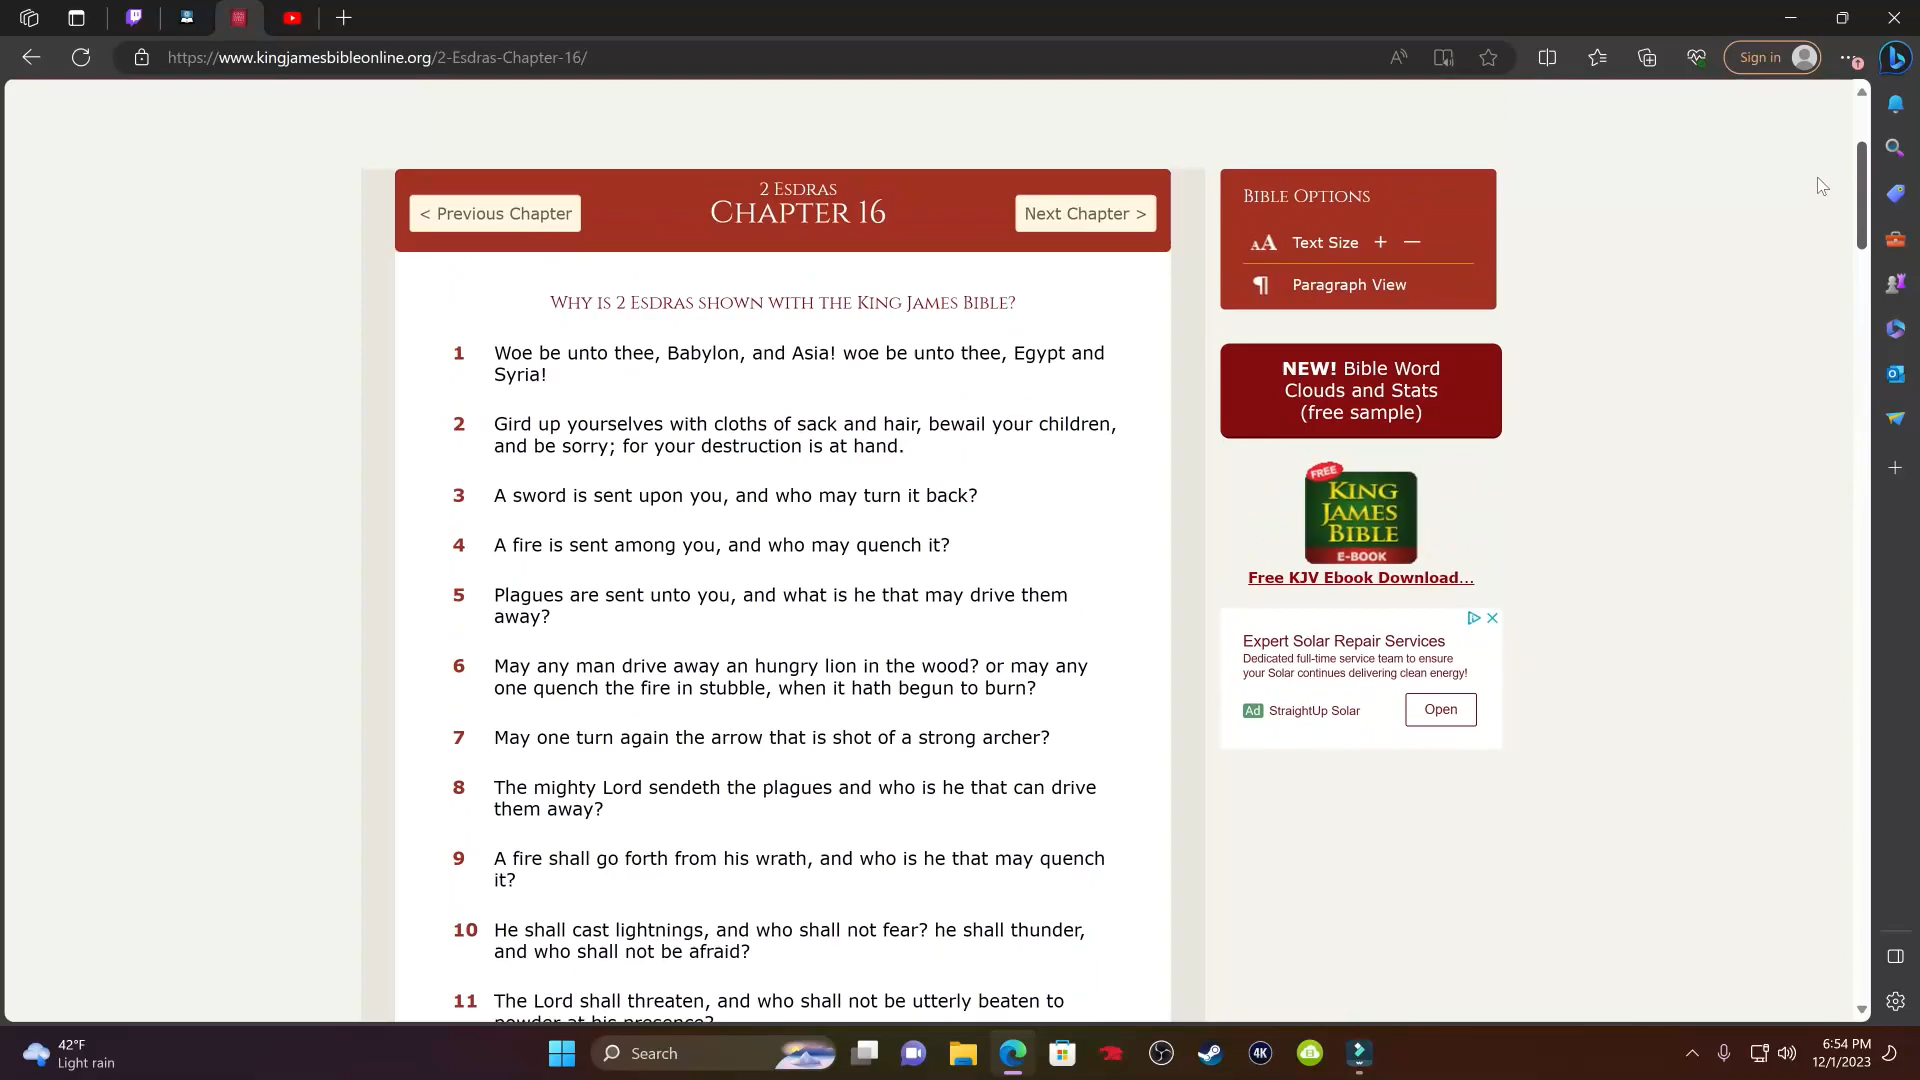 https://www.kingjamesbibleonline.org/2-Esdras-Chapter-16/
Sign in
< Previous Chapter
2 Esdras
Chapter 16
Next Chapter >
Why is 2 Esdras shown with the King James Bible?
1 Woe be unto thee, Babylon, and Asia! woe be unto thee, Egypt and
Syria!
2 Gird up yourselves with cloths of sack and hair, bewail your children,
and be sorry; for your destruction is at hand.
3 A sword is sent upon you, and who may turn it back?
4 A fire is sent among you, and who may quench it?
5 Plagues are sent unto you, and what is he that may drive them
away?
6 May any man drive away an hungry lion in the wood? or may any
one quench the fire in stubble, when it hath begun to burn?
7 May one turn again the arrow that is shot of a strong archer?
8 The mighty Lord sendeth the plagues and who is he that can drive
them away?
9 A fire shall go forth from his wrath, and who is he that may quench
it?
10 He shall cast lightnings, and who shall not fear? he shall thunder,
and who shall not be afraid?
11 The Lord shall threaten, and who shall not be utterly beaten to
powder at his presence?
Bible Options
AA Text Size + —
¶ Paragraph View
NEW! Bible Word
Clouds and Stats
(free sample)
FREE
KING
JAMES
BIBLE
E-BOOK
Free KJV Ebook Download...
Expert Solar Repair Services
Dedicated full-time service team to ensure
your Solar continues delivering clean energy!
Ad StraightUp Solar
Open
42°F
Light rain
Search
4K
6:54 PM
12/1/2023